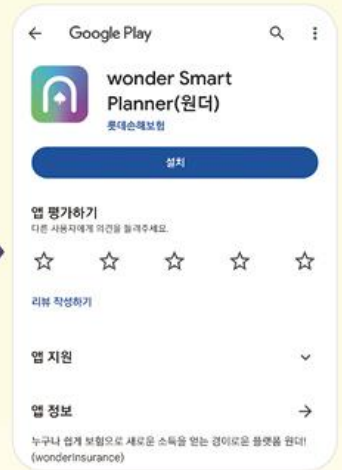 Google Play
wonder Smart
Planner(원더)
롯데손해보험
설치
앱 평가하기
다른 사용자에게 의견을 들려주세요.
리뷰 작성하기
앱 지원
앱 정보
누구나 쉽게 보험으로 새로운 소득을 얻는 경이로운 플랫폼 원더!
(wonderInsurance)